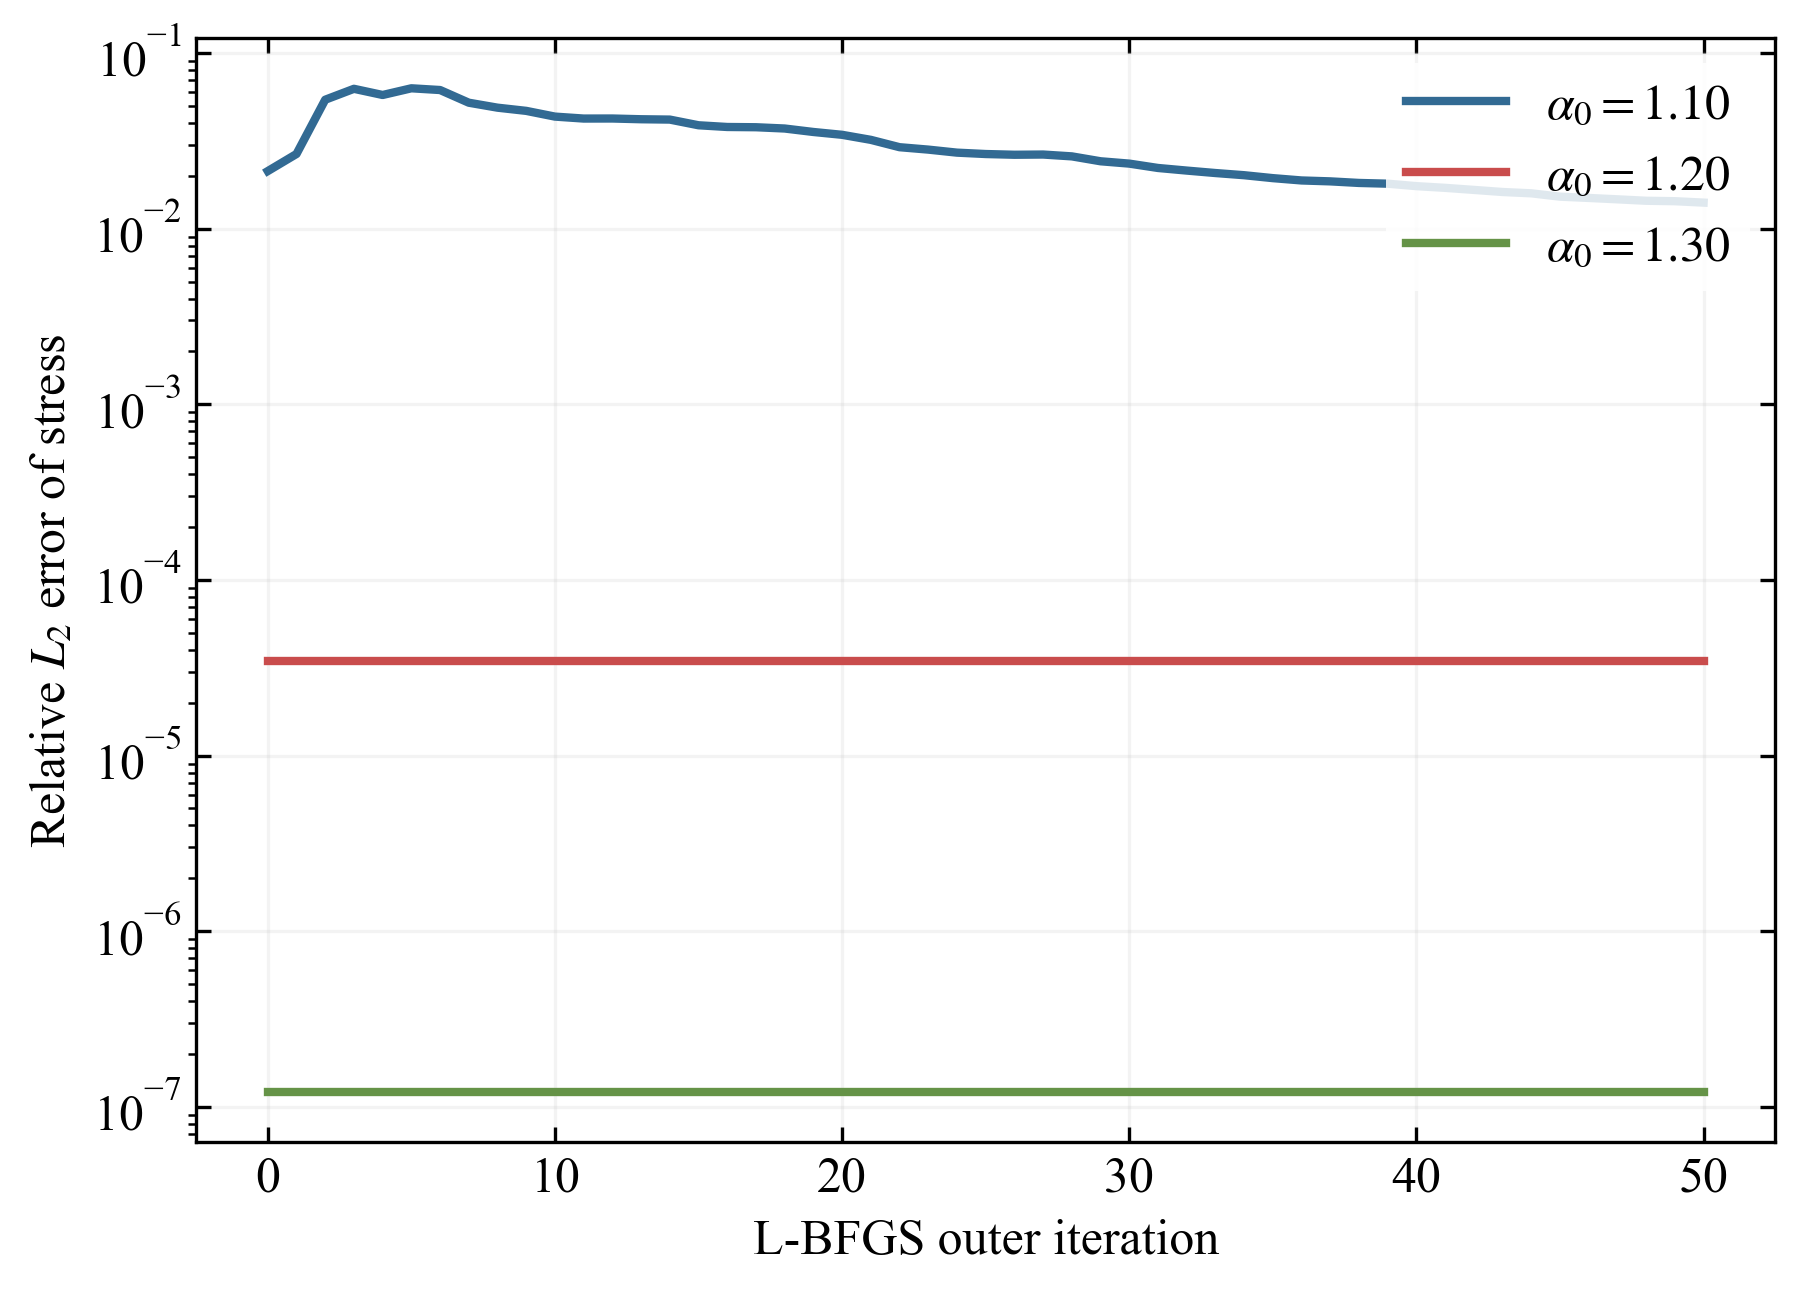 10⁻¹
10⁻²
10⁻³
10⁻⁴
10⁻⁵
10⁻⁶
10⁻⁷
Relative L₂ error of stress
α₀ = 1.10
α₀ = 1.20
α₀ = 1.30
0 10 20 30 40 50
L-BFGS outer iteration